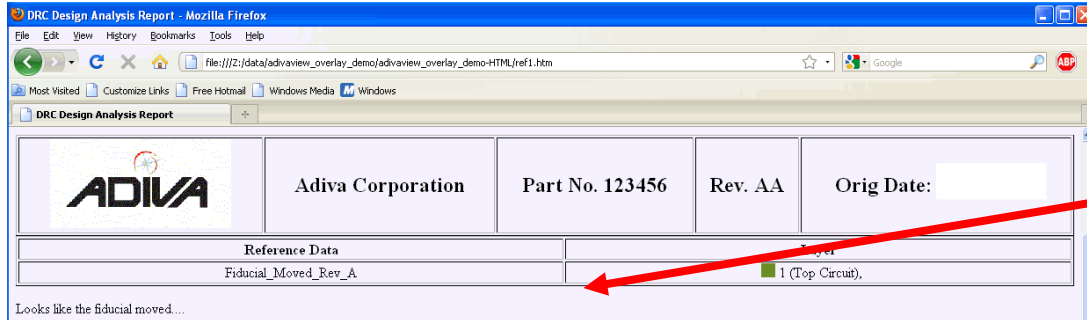 DRC Design Analysis Report - Mozilla Firefox
File Edit View History Bookmarks Tools Help
file:///Z:/data/adivaview_overlay_demo/adivaview_overlay_demo-HTML/ref1.htm
Google
ABP
Most Visited Customize Links Free Hotmail Windows Media Windows
DRC Design Analysis Report
ADIVA
Adiva Corporation
Part No. 123456
Rev. AA
Orig Date:
Reference Data
Layer
Fiducial_Moved_Rev_A
1 (Top Circuit),
Looks like the fiducial moved....